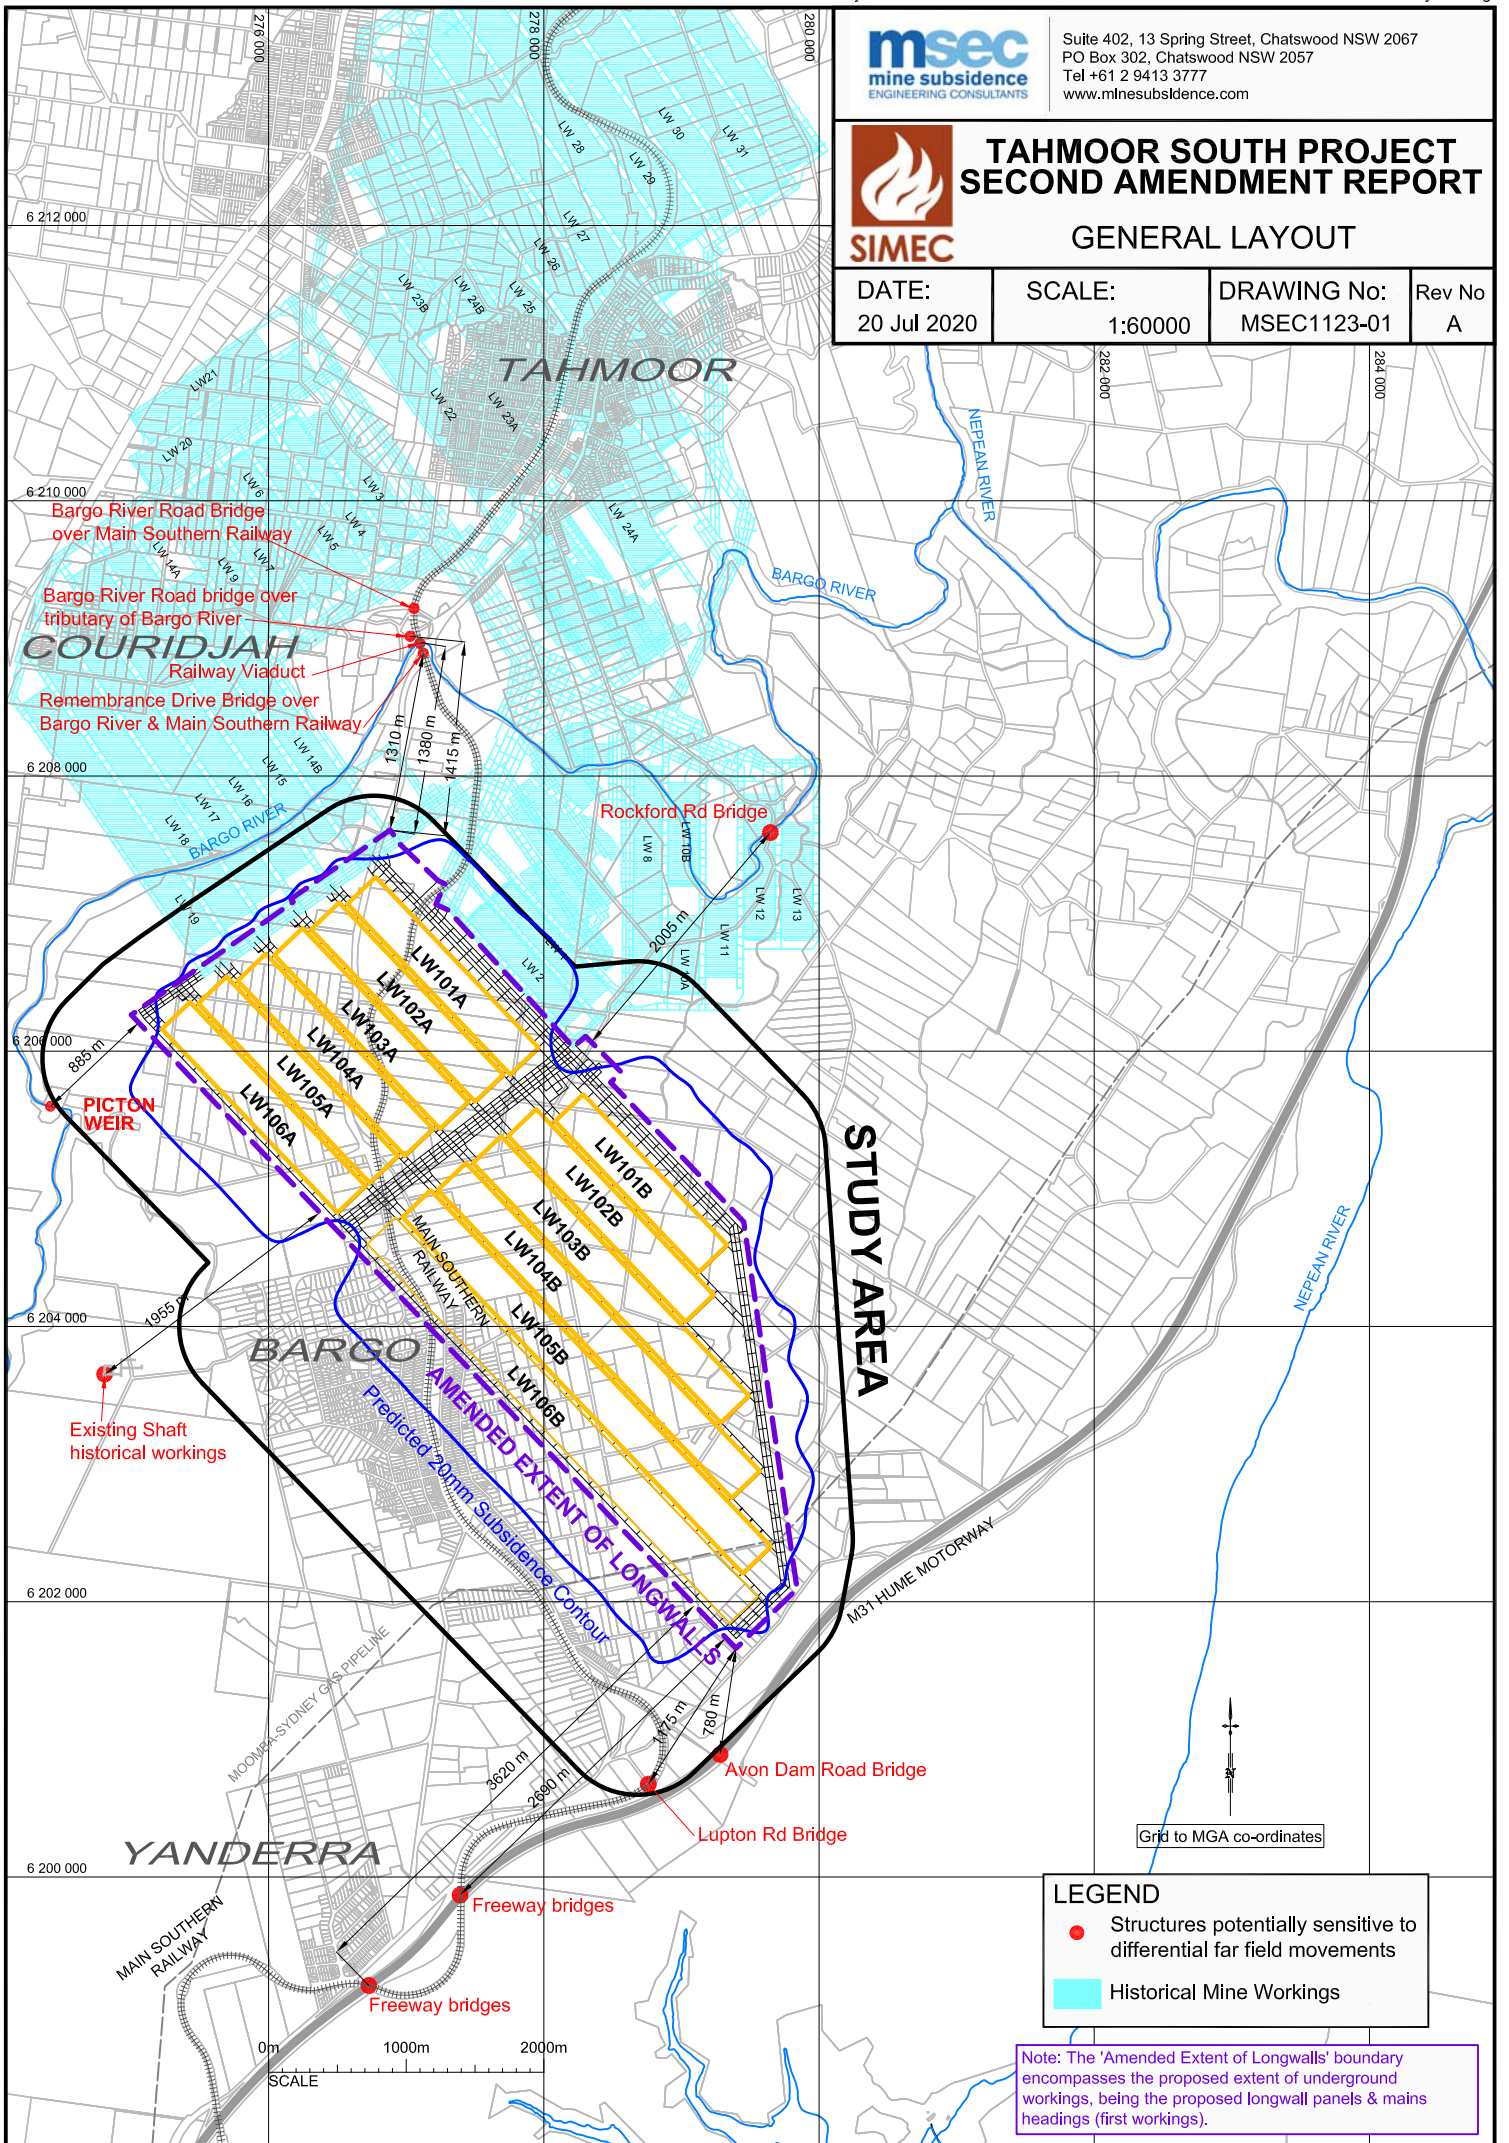 msec
mine subsidence
ENGINEERING CONSULTANTS
Suite 402, 13 Spring Street, Chatswood NSW 2067
PO Box 302, Chatswood NSW 2057
Tel +61 2 9413 3777
www.minesubsidence.com
SIMEC
TAHMOOR SOUTH PROJECT
SECOND AMENDMENT REPORT
GENERAL LAYOUT
DATE:
20 Jul 2020
SCALE:
1:60000
DRAWING No:
MSEC1123-01
Rev No
A
276 000
278 000
280 000
282 000
284 000
6 212 000
6 210 000
6 208 000
6 206 000
6 204 000
6 202 000
6 200 000
LW 30
LW 31
LW 28
LW 29
LW 27
LW 26
LW 25
LW 24B
LW 23B
TAHMOOR
LW21
LW 22
LW 23A
LW 20
LW 6
LW 3
LW 4
LW 5
LW 7
LW 9
LW 14A
LW 24A
NEPEAN RIVER
BARGO RIVER
Bargo River Road Bridge
over Main Southern Railway
Bargo River Road bridge over
tributary of Bargo River
COURIDJAH
Railway Viaduct
Remembrance Drive Bridge over
Bargo River & Main Southern Railway
1310 m
1380 m
1415 m
LW 14B
LW 15
LW 16
LW 17
LW 18
LW 19
BARGO RIVER
Rockford Rd Bridge
LW 8
LW 10B
LW 12
LW 13
LW 11
LW 10A
2005 m
LW 2
LW101A
LW102A
LW103A
LW104A
LW105A
LW106A
885 m
PICTON
WEIR
LW101B
LW102B
LW103B
LW104B
LW105B
LW106B
MAIN SOUTHERN
RAILWAY
STUDY AREA
1955 m
BARGO
Existing Shaft
historical workings
AMENDED EXTENT OF LONGWALLS
Predicted 20mm Subsidence Contour
NEPEAN RIVER
M31 HUME MOTORWAY
MOOMBA-SYDNEY GAS PIPELINE
3620 m
2690 m
1175 m
780 m
Avon Dam Road Bridge
Lupton Rd Bridge
YANDERRA
Freeway bridges
MAIN SOUTHERN
RAILWAY
Freeway bridges
0m
1000m
2000m
SCALE
N
Grid to MGA co-ordinates
LEGEND
Structures potentially sensitive to
differential far field movements
Historical Mine Workings
Note: The 'Amended Extent of Longwalls' boundary
encompasses the proposed extent of underground
workings, being the proposed longwall panels & mains
headings (first workings).